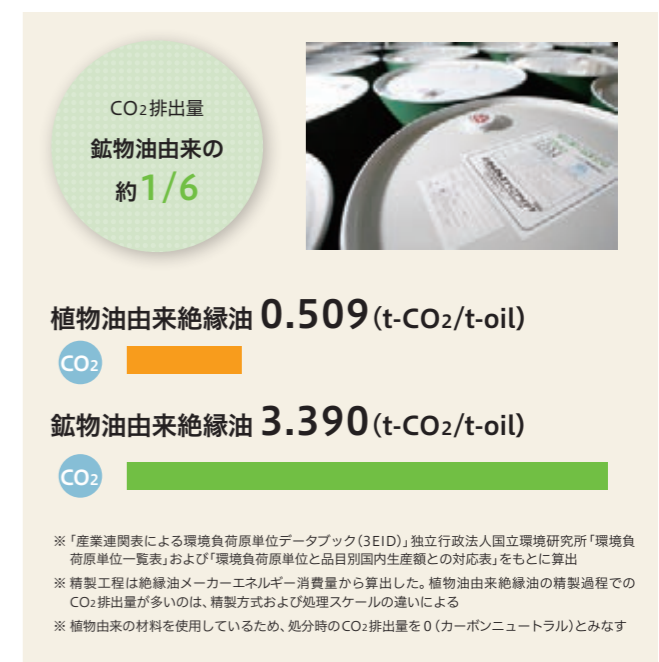 CO2排出量
鉱物油由来の
約1/6
植物油由来絶縁油 0.509(t-CO2/t-oil)
CO2
鉱物油由来絶縁油 3.390(t-CO2/t-oil)
CO2
※「産業連関表による環境負荷原単位データブック(3EID)」独立行政法人国立環境研究所「環境負
荷原単位一覧表」および「環境負荷原単位と品目別国内生産額との対応表」をもとに算出
※ 精製工程は絶縁油メーカーエネルギー消費量から算出した。植物油由来絶縁油の精製過程での
CO2排出量が多いのは、精製方式および処理スケールの違いによる
※ 植物由来の材料を使用しているため、処分時のCO2排出量を0(カーボンニュートラル)とみなす